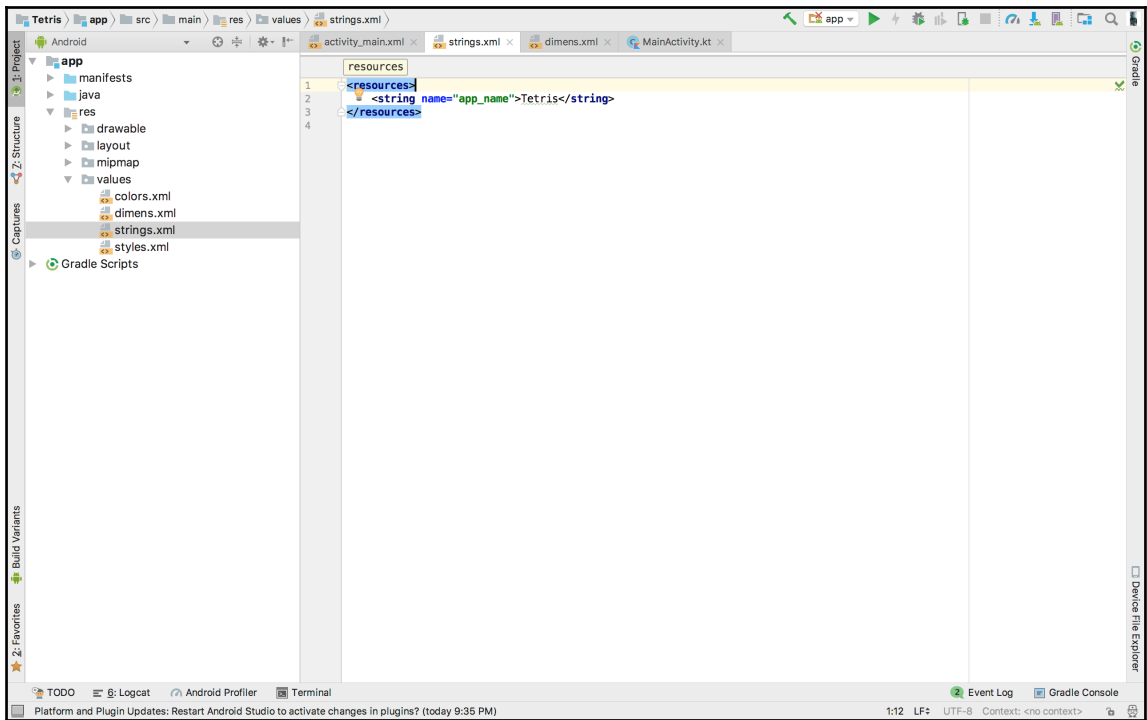 Tetris app src main res values strings.xml app
Android activity_main.xml strings.xml dimens.xml MainActivity.kt
1: Project
Z: Structure
Captures
Build Variants
2: Favorites
app
manifests
java
res
drawable
layout
mipmap
values
colors.xml
dimens.xml
strings.xml
styles.xml
Gradle Scripts
resources
1 <resources>
2 <string name="app_name">Tetris</string>
3 </resources>
4
Gradle
Device File Explorer
TODO 6: Logcat Android Profiler Terminal 2 Event Log Gradle Console
Platform and Plugin Updates: Restart Android Studio to activate changes in plugins? (today 9:35 PM) 1:12 LF UTF-8 Context: <no context>